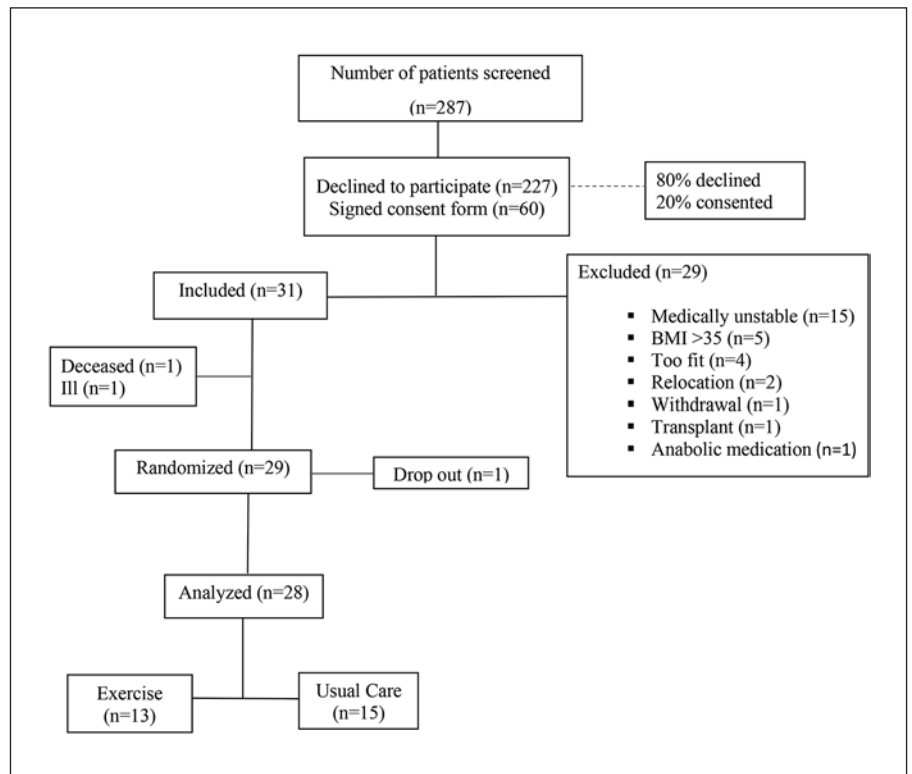 Number of patients screened
(n=287)
Declined to participate (n=227)
Signed consent form (n=60)
80% declined
20% consented
Included (n=31)
Excluded (n=29)
▪ Medically unstable (n=15)
▪ BMI >35 (n=5)
▪ Too fit (n=4)
▪ Relocation (n=2)
▪ Withdrawal (n=1)
▪ Transplant (n=1)
▪ Anabolic medication (n=1)
Deceased (n=1)
Ill (n=1)
Randomized (n=29)
Drop out (n=1)
Analyzed (n=28)
Exercise
(n=13)
Usual Care
(n=15)